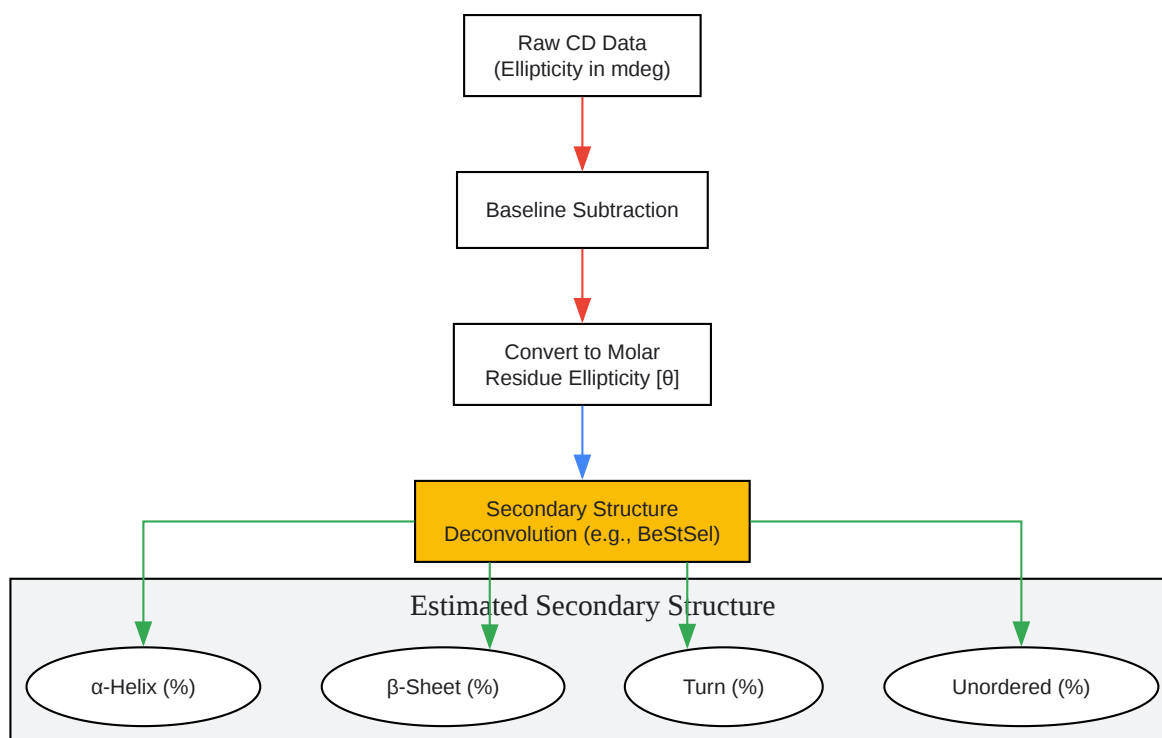 Raw CD Data
(Ellipticity in mdeg)
Baseline Subtraction
Convert to Molar
Residue Ellipticity [θ]
Secondary Structure
Deconvolution (e.g., BeStSel)
Estimated Secondary Structure
α-Helix (%)
β-Sheet (%)
Turn (%)
Unordered (%)